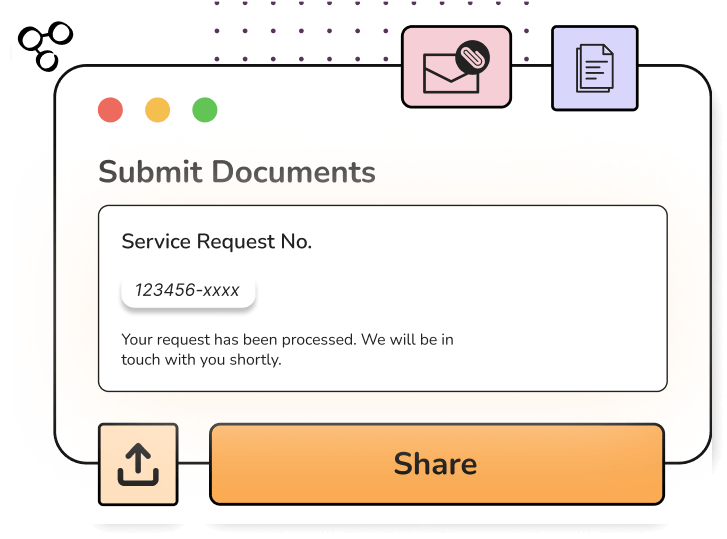 Submit Documents
Service Request No.
123456-xxxx
Your request has been processed. We will be in
touch with you shortly.
Share